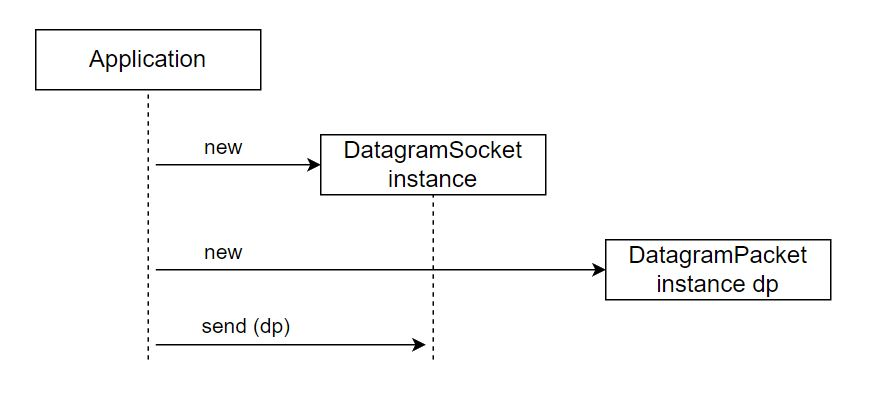 Application
new
DatagramSocket
instance
new
DatagramPacket
instance dp
send (dp)